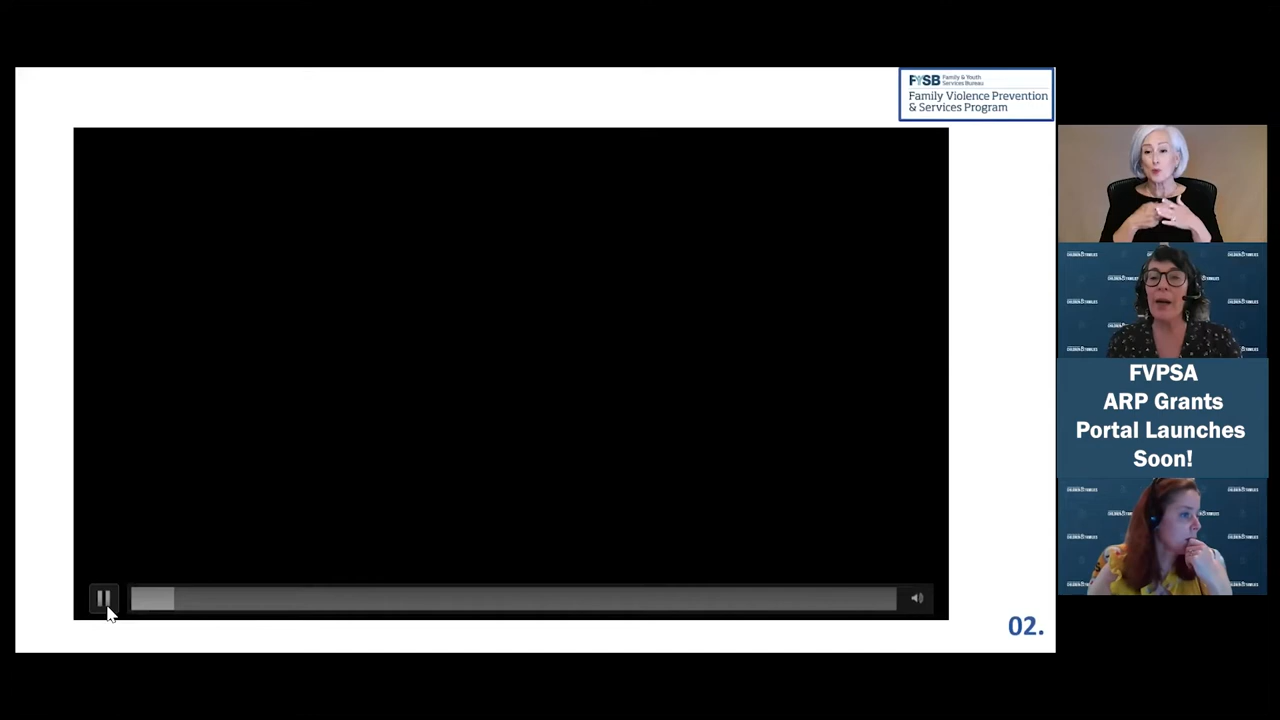 FYSB Family & Youth
Services Bureau
Family Violence Prevention
& Services Program
FVPSA
ARP Grants
Portal Launches
Soon!
02.